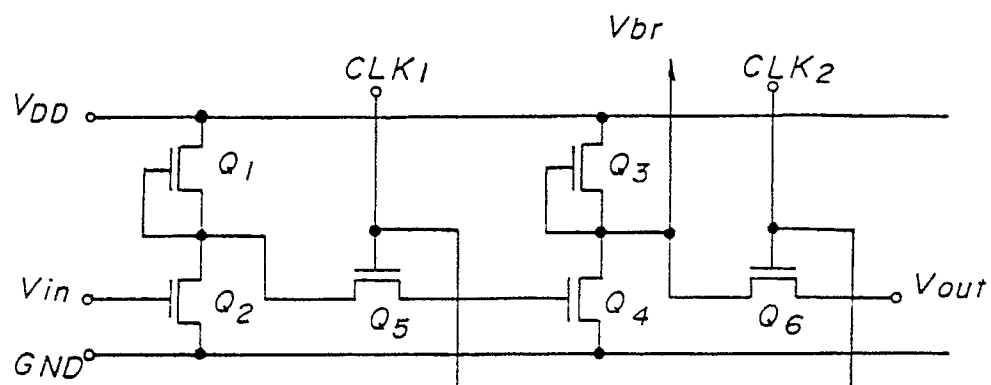 Vbr
CLK1
CLK2
VDD
Q1
Q3
Vin
Q2
Q5
Q4
Q6
Vout
GND